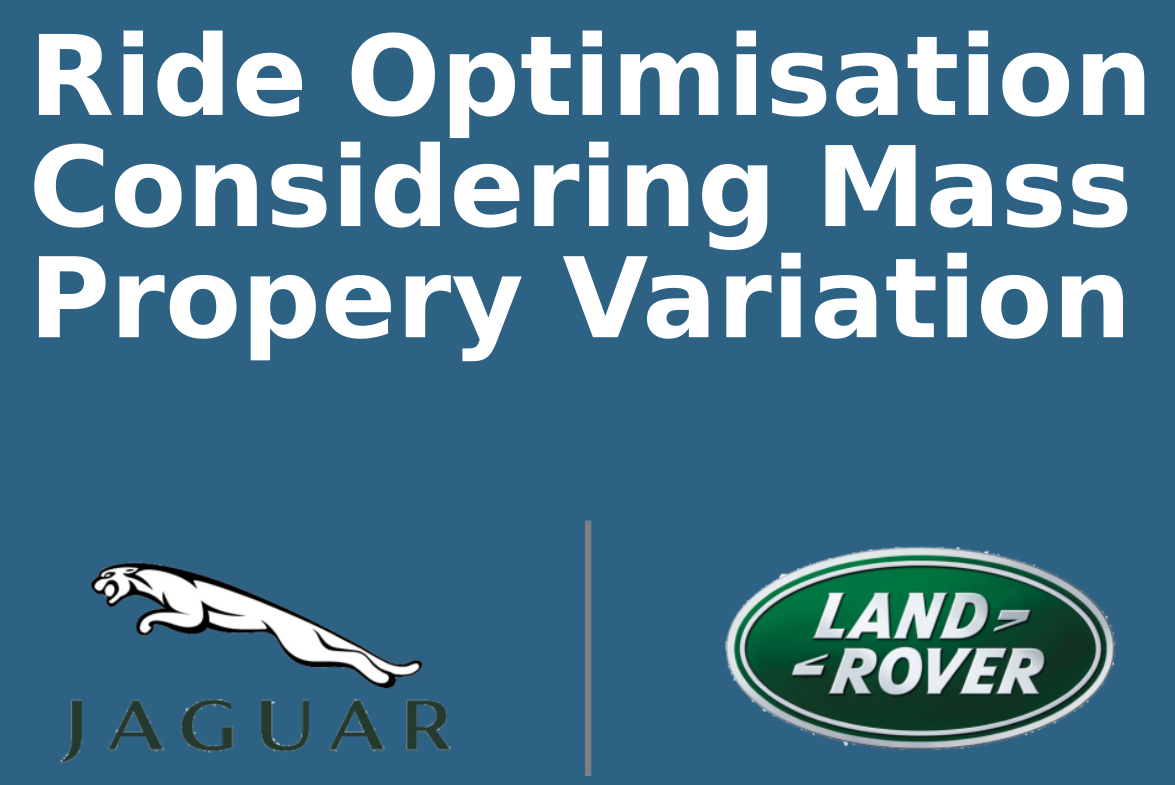 Ride Optimisation
Considering Mass
Propery Variation
JAGUAR
LAND
ROVER